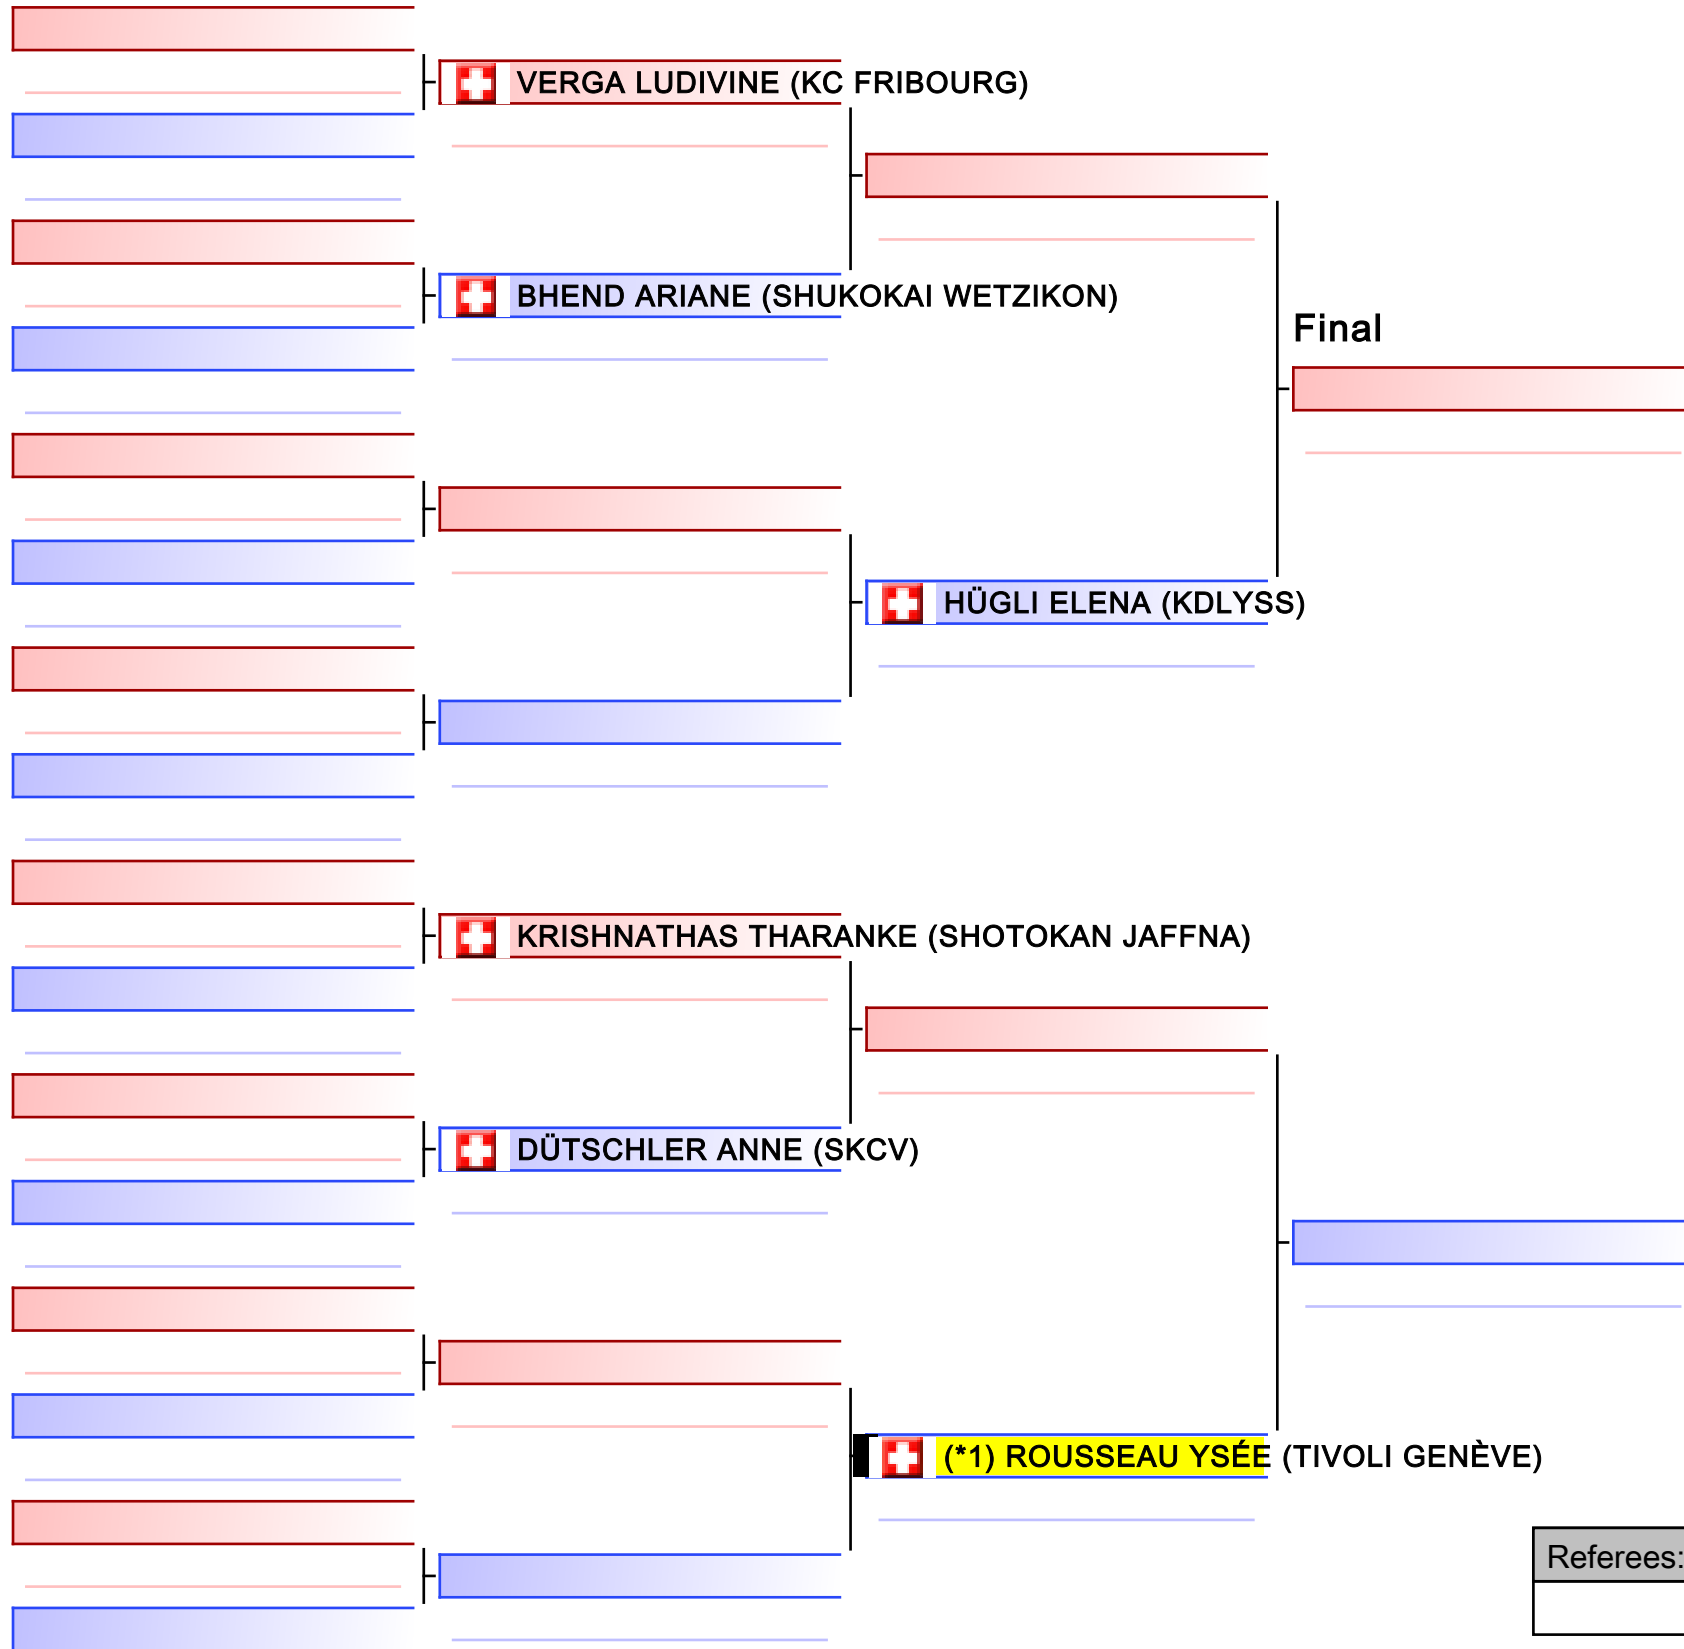 VERGA LUDIVINE (KC FRIBOURG)
BHEND ARIANE (SHUKOKAI WETZIKON)
Final
HÜGLI ELENA (KDLYSS)
KRISHNATHAS THARANKE (SHOTOKAN JAFFNA)
DÜTSCHLER ANNE (SKCV)
(*1) ROUSSEAU YSÉE (TIVOLI GENÈVE)
Referees: